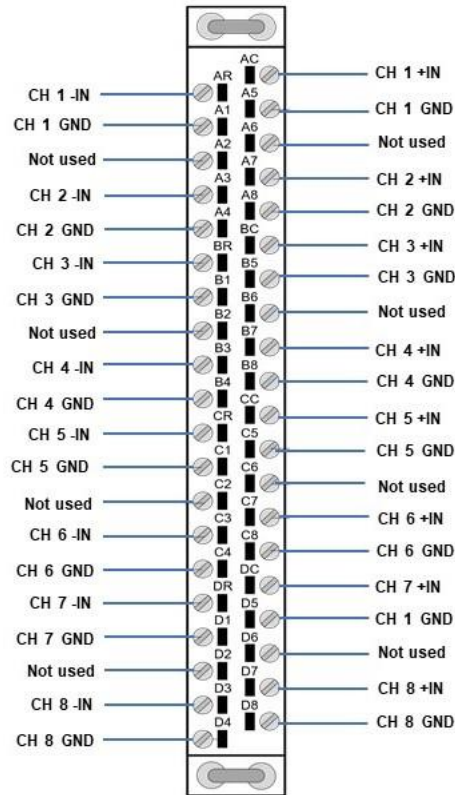 AC
CH 1 +IN
AR
CH 1 -IN
A5
CH 1 GND
A1
CH 1 GND
A6
Not used
A2
Not used
A7
CH 2 +IN
A3
CH 2 -IN
A8
CH 2 GND
A4
CH 2 GND
BC
CH 3 +IN
BR
CH 3 -IN
B5
CH 3 GND
B1
CH 3 GND
B6
Not used
B2
Not used
B7
CH 4 +IN
B3
CH 4 -IN
B8
CH 4 GND
B4
CH 4 GND
CC
CH 5 +IN
CR
CH 5 -IN
C5
CH 5 GND
C1
CH 5 GND
C6
Not used
C2
Not used
C7
CH 6 +IN
C3
CH 6 -IN
C8
CH 6 GND
C4
CH 6 GND
DC
CH 7 +IN
DR
CH 7 -IN
D5
CH 1 GND
D1
CH 7 GND
D6
Not used
D2
Not used
D7
CH 8 +IN
D3
CH 8 -IN
D8
CH 8 GND
D4
CH 8 GND